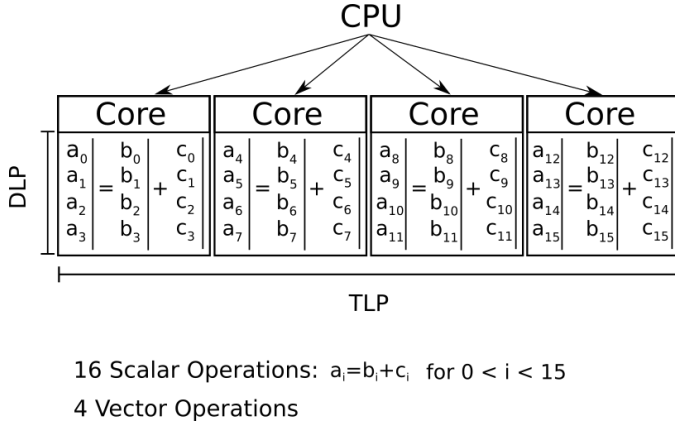 CPU
Core Core Core Core
DLP
a₀ b₀ c₀ a₄ b₄ c₄ a₈ b₈ c₈ a₁₂ b₁₂ c₁₂
a₁ = b₁ + c₁ a₅ = b₅ + c₅ a₉ = b₉ + c₉ a₁₃ = b₁₃ + c₁₃
a₂ b₂ c₂ a₆ b₆ c₆ a₁₀ b₁₀ c₁₀ a₁₄ b₁₄ c₁₄
a₃ b₃ c₃ a₇ b₇ c₇ a₁₁ b₁₁ c₁₁ a₁₅ b₁₅ c₁₅
TLP
16 Scalar Operations: aᵢ=bᵢ+cᵢ for 0 < i < 15
4 Vector Operations